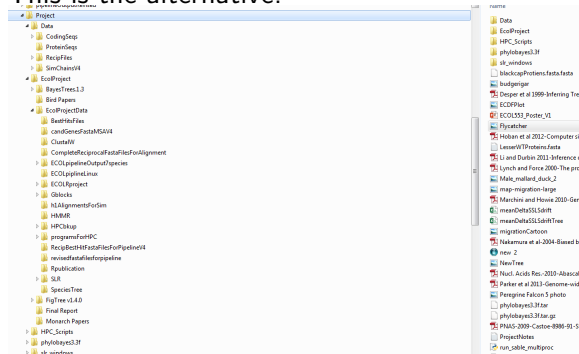 This is the alternative:
Project
Data
CodingSeqs
ProteinSeqs
RecipFiles
SimChainsV4
EcolProject
BayesTrees.1.3
Bird Papers
EcolProjectData
BestHitsFiles
candGenesFastaMSAV4
ClustalW
CompleteReciprocalFastaFilesForAlignment
ECOLpipelineOutput7species
ECOLpiplineLinux
ECOLRproject
Gblocks
h1AlignmentsForSim
HMMR
HPCbkup
programsForHPC
RecipBestHitFastaFilesForPipelineV4
revisedfastafilesforpipeline
Rpublication
SLR
SpeciesTree
FigTree v1.4.0
Final Report
Monarch Papers
HPC_Scripts
phylobayes3.3f
slr_windows
Name
Data
EcolProject
HPC_Scripts
phylobayes3.3f
slr_windows
blackcapProtiens.fasta.fasta
budgerigar
Desper et al 1999-Inferring Tre
ECDFPlot
ECOL553_Poster_V1
Flycatcher
Hoban et al 2012-Computer si
LesserWTProteins.fasta
Li and Durbin 2011-Inference
Lynch and Force 2000-The pro
Male_mallard_duck_2
map-migration-large
Marchini and Howie 2010-Gen
meanDeltaSSLSdrift
meanDeltaSSLSdriftTree
migrationCartoon
Nakamura et al-2004-Biased b
new 2
NewTree
Nucl. Acids Res.-2010-Abascal
Parker et al 2013-Genome-wid
Peregrine Falcon 5 photo
phylobayes3.3f.tar
phylobayes3.3f.tar.gz
PNAS-2009-Castoe-8986-91-S
ProjectNotes
run_sable_multiproc